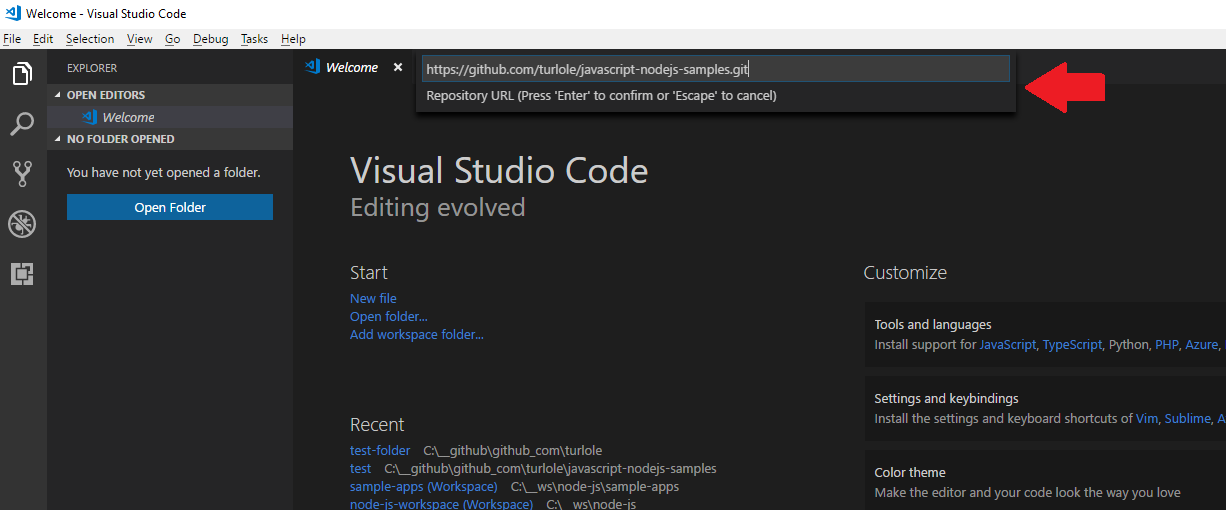 Welcome - Visual Studio Code
File Edit Selection View Go Debug Tasks Help
EXPLORER
OPEN EDITORS
Welcome
NO FOLDER OPENED
You have not yet opened a folder.
Open Folder
Welcome
https://github.com/turlole/javascript-nodejs-samples.git
Repository URL (Press 'Enter' to confirm or 'Escape' to cancel)
Visual Studio Code
Editing evolved
Start
New file
Open folder...
Add workspace folder...
Recent
test-folder C:\__github\github_com\turlole
test C:\__github\github_com\turlole\javascript-nodejs-samples
sample-apps (Workspace) C:\__ws\node-js\sample-apps
node-js-workspace (Workspace) C:\__ws\node-js
Customize
Tools and languages
Install support for JavaScript, TypeScript, Python, PHP, Azure,
Settings and keybindings
Install the settings and keyboard shortcuts of Vim, Sublime, A
Color theme
Make the editor and your code look the way you love